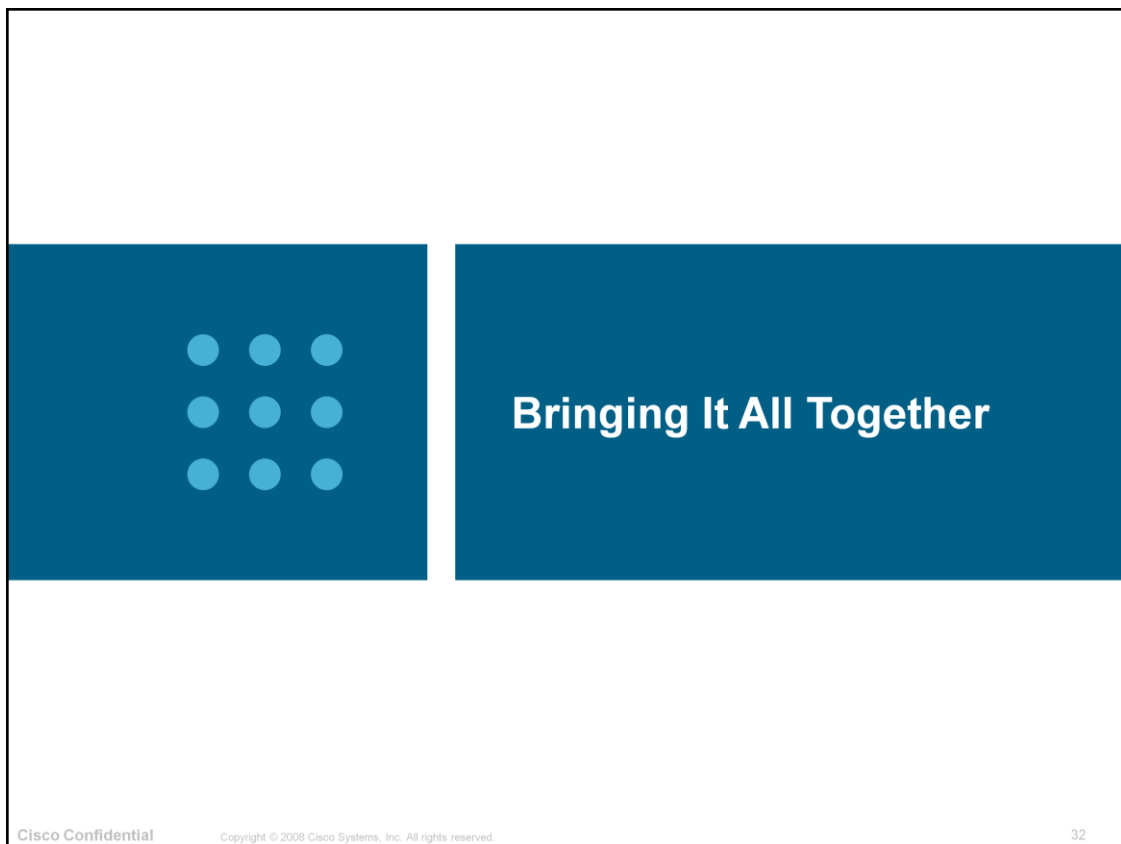 Bringing It All Together
Cisco Confidential Copyright © 2008 Cisco Systems, Inc. All rights reserved. 32